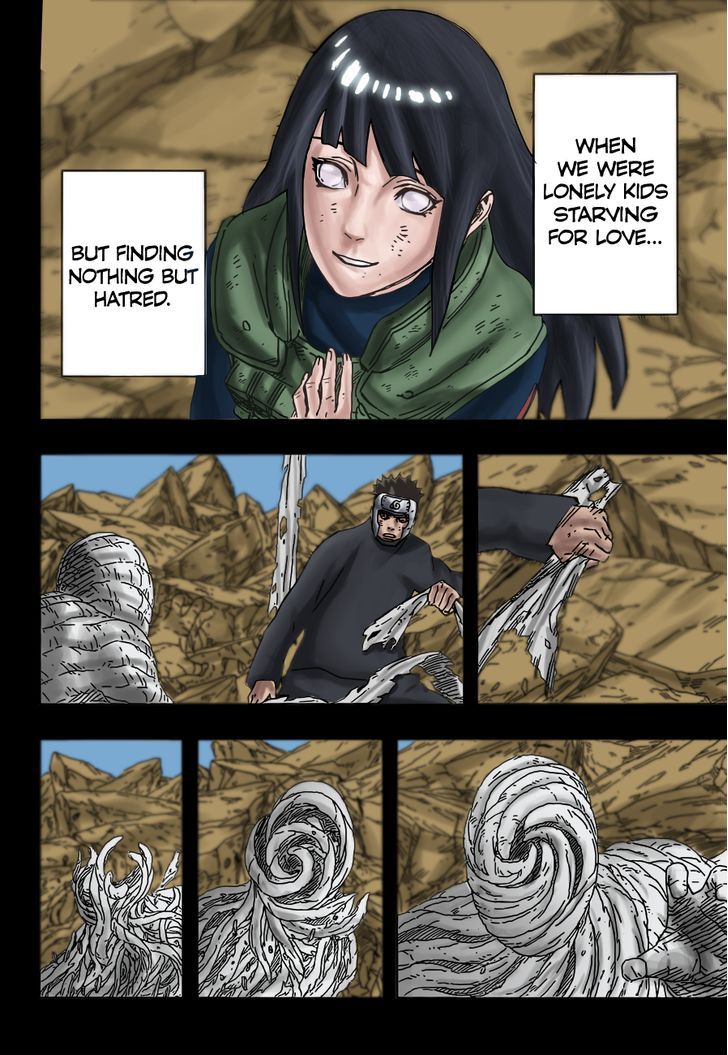 WHEN
WE WERE
LONELY KIDS
STARVING
FOR LOVE...
BUT FINDING
NOTHING BUT
HATRED.